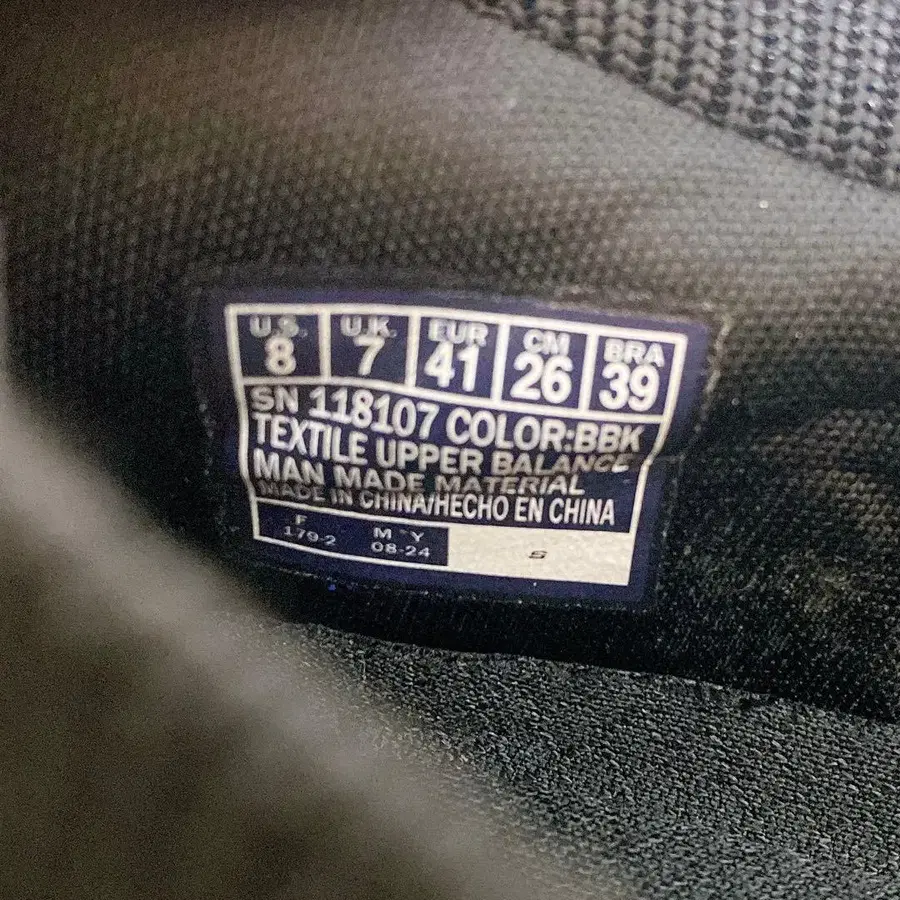 U.S. U.K. EUR CM BRA
8 7 41 26 39
SN 118107 COLOR:BBK
TEXTILE UPPER BALANCE
MAN MADE MATERIAL
MADE IN CHINA/HECHO EN CHINA
F M Y
179-2 08-24
S